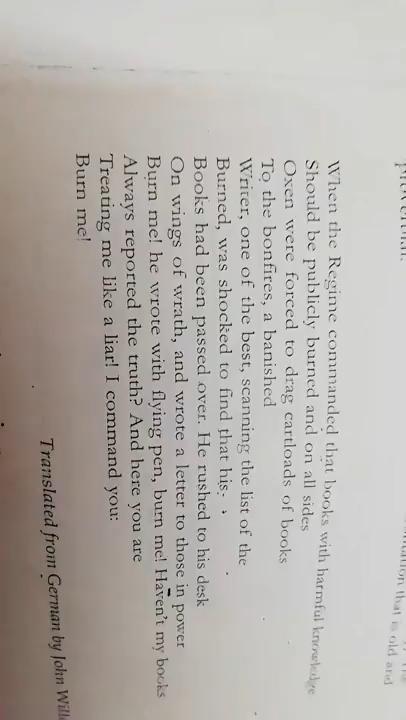 When the Regime commanded that books with harmful knowledge
Should be publicly burned and on all sides
Oxen were forced to drag cartloads of books
To the bonfires, a banished
Writer, one of the best, scanning the list of the
Burned, was shocked to find that his
Books had been passed over. He rushed to his desk
On wings of wrath, and wrote a letter to those in power
Burn me! he wrote with flying pen, burn me! Haven't my books
Always reported the truth? And here you are
Treating me like a liar! I command you:
Burn me!
Translated from German by John